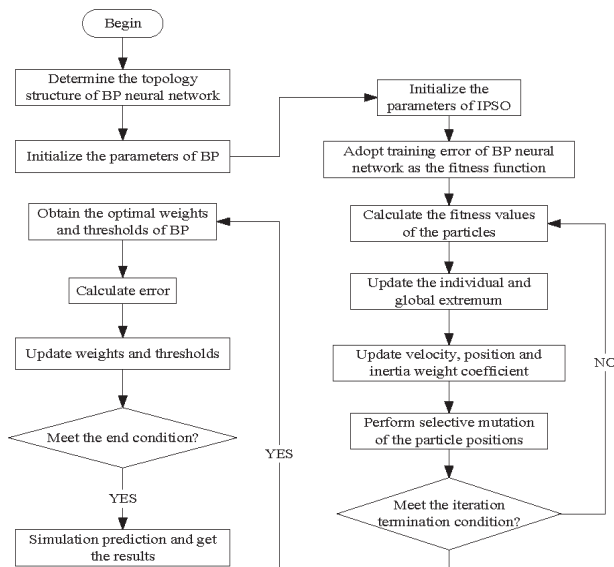 Begin
Determine the topology
structure of BP neural network
Initialize the parameters of BP
Initialize the
parameters of IPSO
Adopt training error of BP neural
network as the fitness function
Calculate the fitness values
of the particles
Update the individual and
global extremum
Update velocity, position and
inertia weight coefficient
Perform selective mutation
of the particle positions
Meet the iteration
termination condition?
NO
YES
Obtain the optimal weights
and thresholds of BP
Calculate error
Update weights and thresholds
Meet the end condition?
YES
Simulation prediction and get
the results